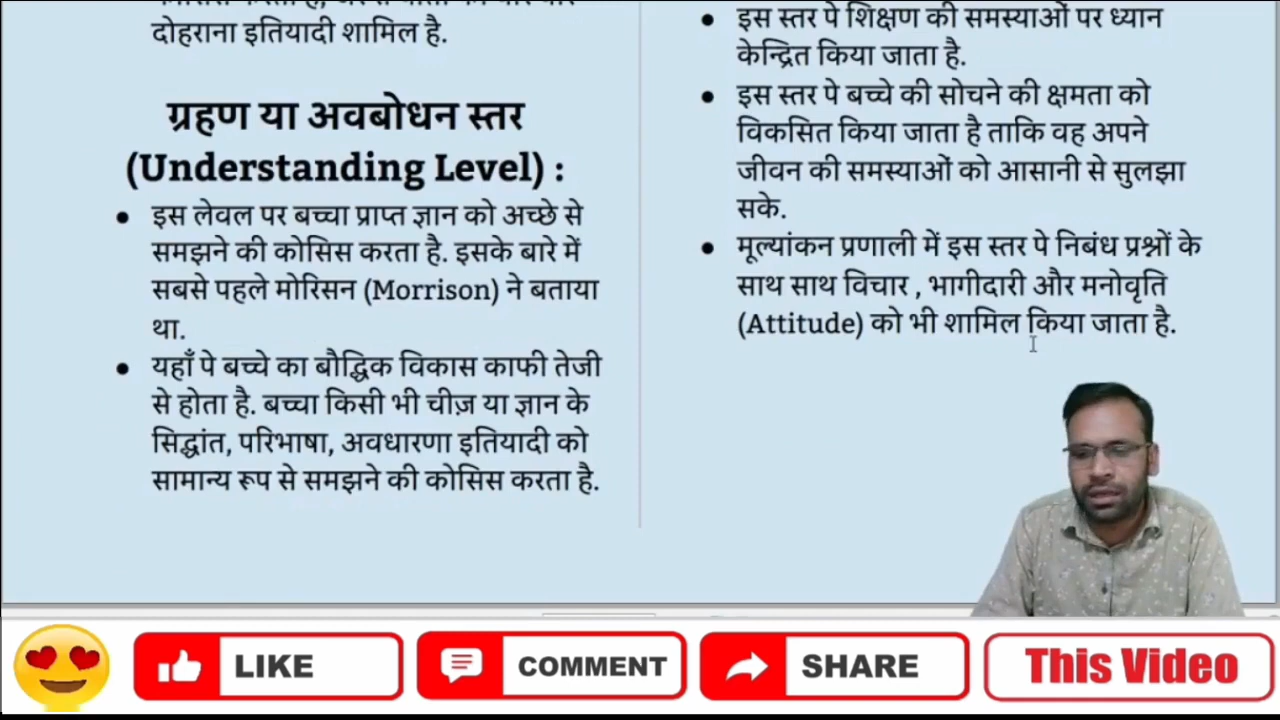 दोहराना इतियादी शामिल है.
ग्रहण या अवबोधन स्तर
(Understanding Level) :
• इस लेवल पर बच्चा प्राप्त ज्ञान को अच्छे से
समझने की कोसिस करता है. इसके बारे में
सबसे पहले मोरिसन (Morrison) ने बताया
था.
• यहाँ पे बच्चे का बौद्धिक विकास काफी तेजी
से होता है. बच्चा किसी भी चीज़ या ज्ञान के
सिद्धांत, परिभाषा, अवधारणा इतियादी को
सामान्य रूप से समझने की कोसिस करता है.
• इस स्तर पे शिक्षण की समस्याओं पर ध्यान
केन्द्रित किया जाता है.
• इस स्तर पे बच्चे की सोचने की क्षमता को
विकसित किया जाता है ताकि वह अपने
जीवन की समस्याओं को आसानी से सुलझा
सके.
• मूल्यांकन प्रणाली में इस स्तर पे निबंध प्रश्नों के
साथ साथ विचार , भागीदारी और मनोवृति
(Attitude) को भी शामिल किया जाता है.
LIKE
COMMENT
SHARE
This Video